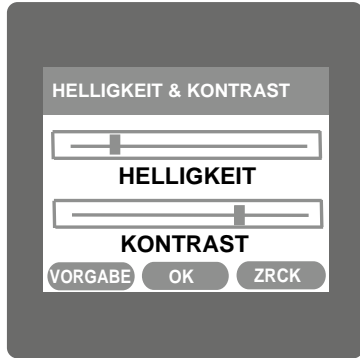 HELLIGKEIT & KONTRAST
HELLIGKEIT
KONTRAST
VORGABE OK ZRCK